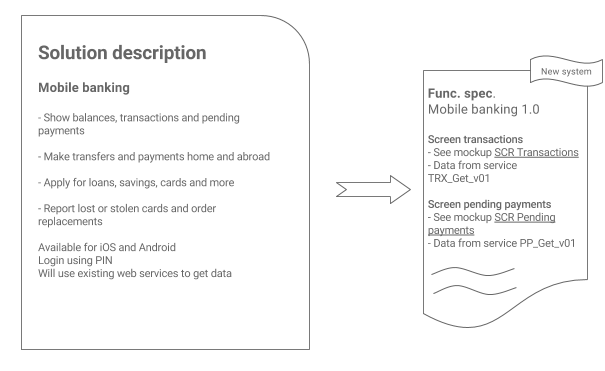 Solution description
Mobile banking
- Show balances, transactions and pending
payments
- Make transfers and payments home and abroad
- Apply for loans, savings, cards and more
- Report lost or stolen cards and order
replacements
Available for iOS and Android
Login using PIN
Will use existing web services to get data
New system
Func. spec.
Mobile banking 1.0
Screen transactions
- See mockup SCR Transactions
- Data from service
TRX_Get_v01
Screen pending payments
- See mockup SCR Pending
payments
- Data from service PP_Get_v01